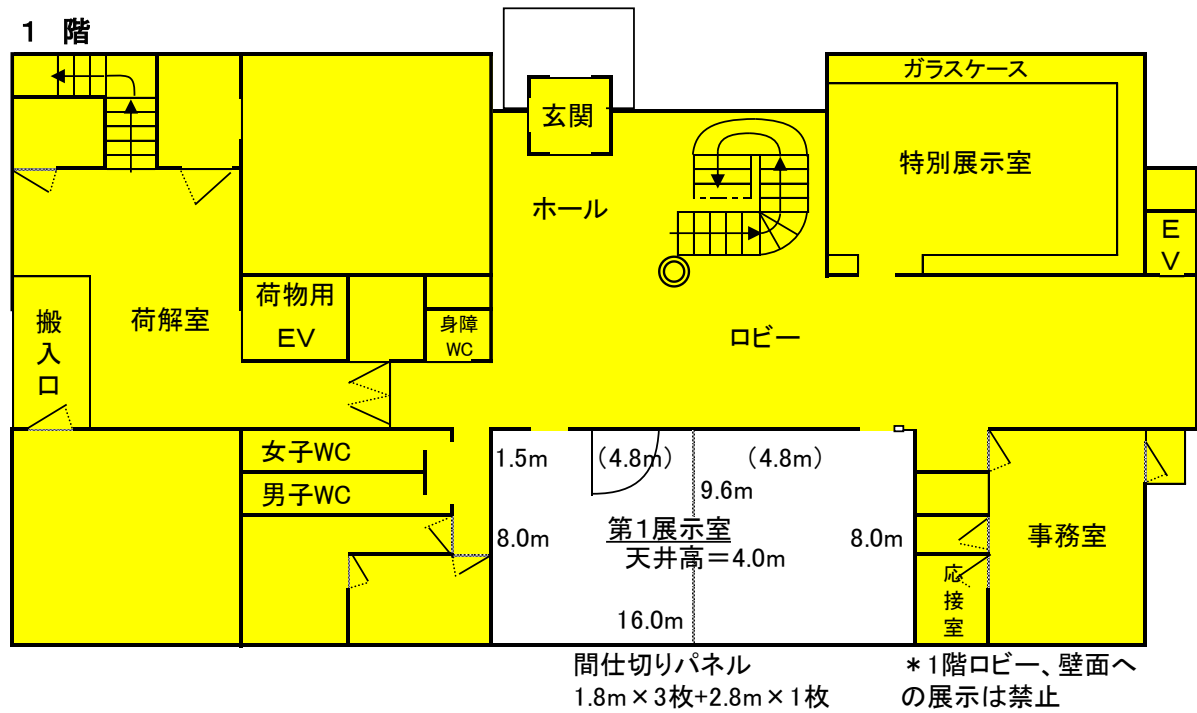 １ 階
ガラスケース
玄関
特別展示室
ホール
E
V
荷物用
EV
身障
WC
搬
入
口
荷解室
ロビー
女子WC
男子WC
1.5m
（4.8m）
（4.8m）
9.6m
8.0m
第1展示室
天井高＝4.0m
8.0m
事務室
応
接
室
16.0m
間仕切りパネル
1.8m×3枚+2.8m×1枚
＊1階ロビー、壁面へ
の展示は禁止